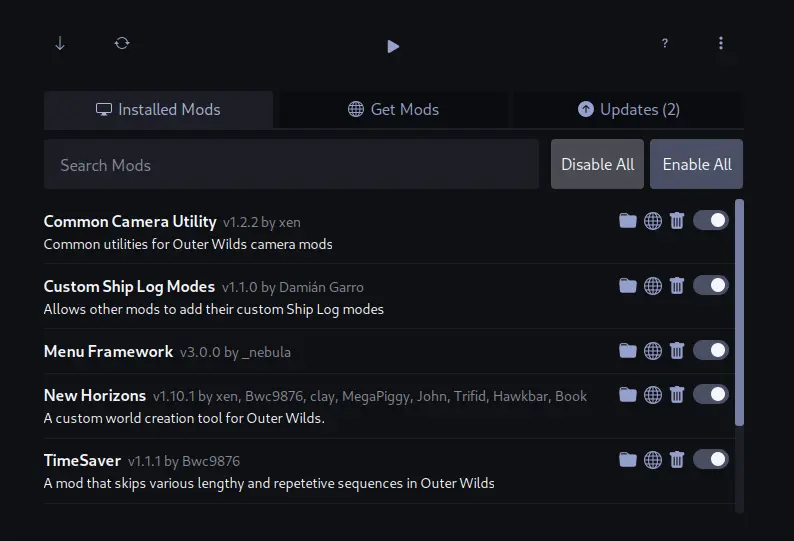 ?
Installed Mods Get Mods Updates (2)
Search Mods Disable All Enable All
Common Camera Utility v1.2.2 by xen
Common utilities for Outer Wilds camera mods
Custom Ship Log Modes v1.1.0 by Damián Garro
Allows other mods to add their custom Ship Log modes
Menu Framework v3.0.0 by _nebula
New Horizons v1.10.1 by xen, Bwc9876, clay, MegaPiggy, John, Trifid, Hawkbar, Book
A custom world creation tool for Outer Wilds.
TimeSaver v1.1.1 by Bwc9876
A mod that skips various lengthy and repetetive sequences in Outer Wilds